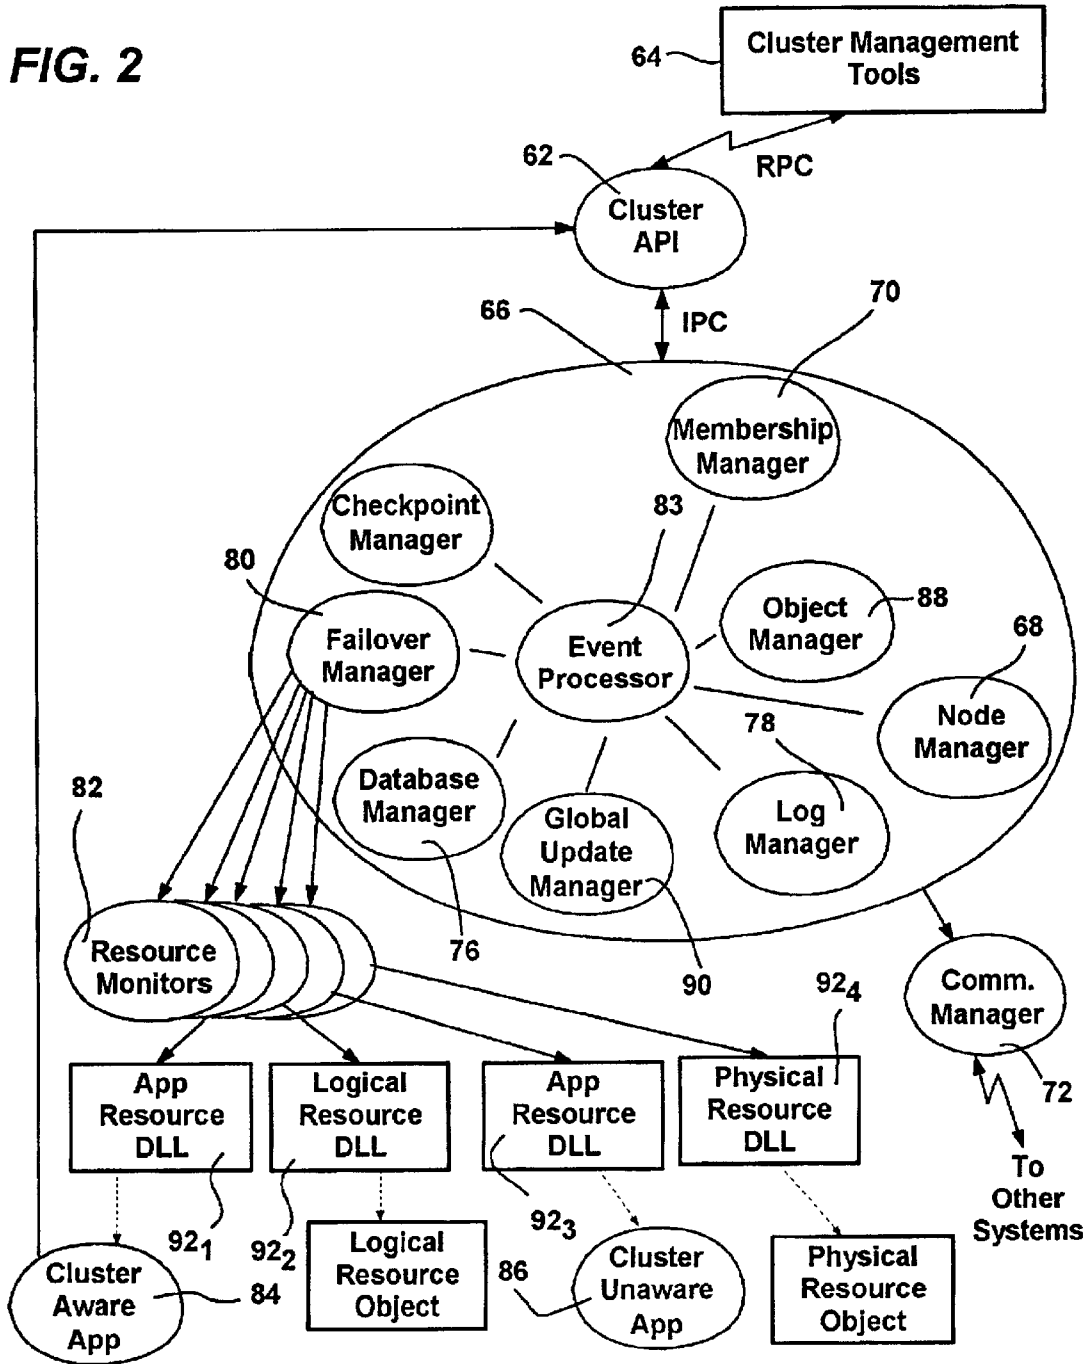 FIG. 2
64
Cluster Management
Tools
RPC
62
Cluster
API
66
IPC
70
Membership
Manager
Checkpoint
Manager
83
80
Failover
Manager
Event
Processor
Object
Manager
88
68
Node
Manager
78
Database
Manager
Global
Update
Manager
Log
Manager
82
Resource
Monitors
76
90
92₄
Comm.
Manager
72
App
Resource
DLL
Logical
Resource
DLL
App
Resource
DLL
Physical
Resource
DLL
To
Other
Systems
92₁
92₂
92₃
Cluster
Aware
App
84
Logical
Resource
Object
86
Cluster
Unaware
App
Physical
Resource
Object